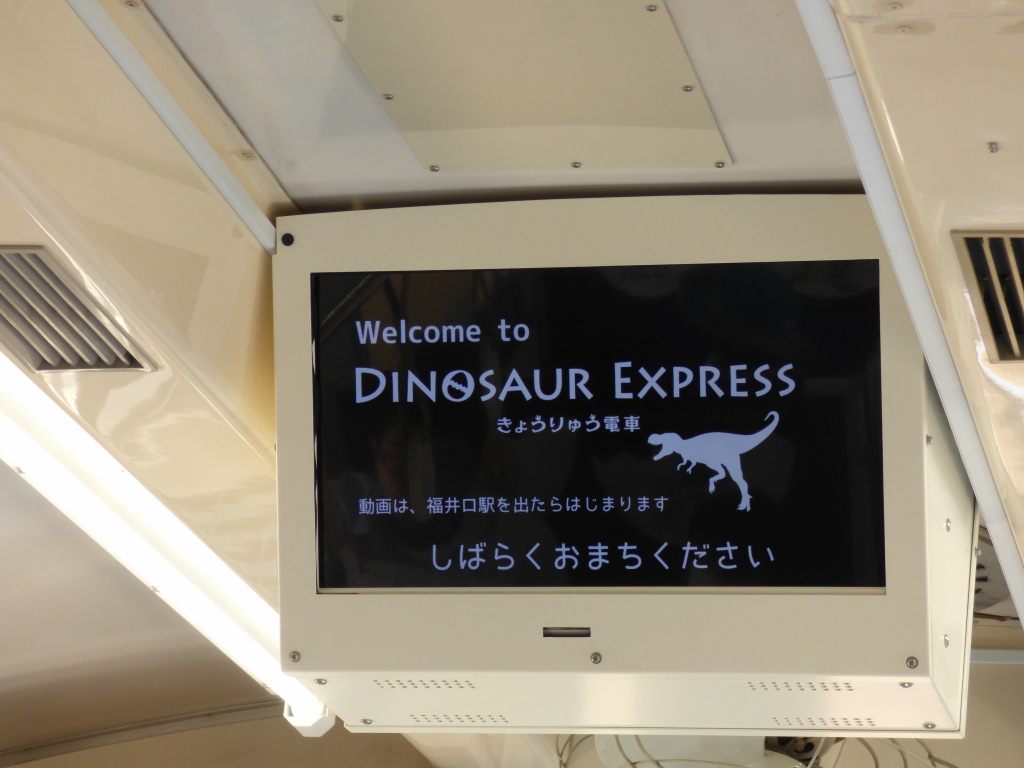 Welcome to
DINOSAUR EXPRESS
きょうりゅう電車
動画は、福井口駅を出たらはじまります
しばらくおまちください